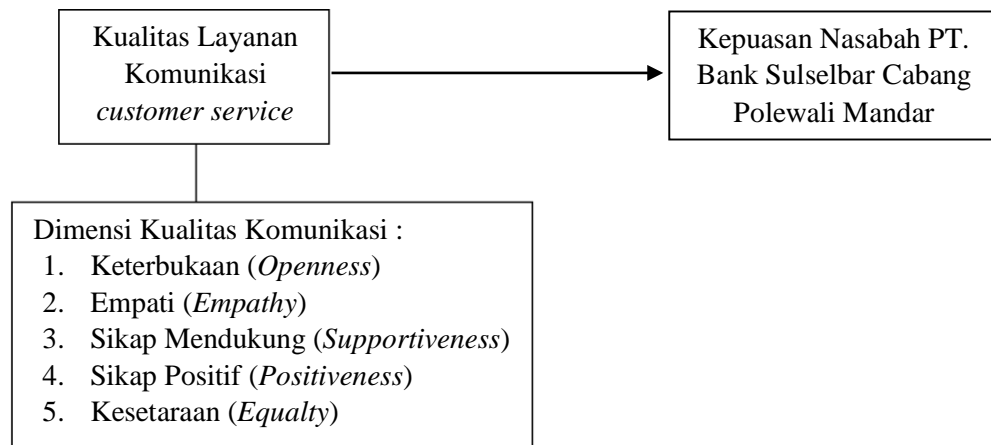 Kualitas Layanan
Komunikasi
customer service
Kepuasan Nasabah PT.
Bank Sulselbar Cabang
Polewali Mandar
Dimensi Kualitas Komunikasi :
1. Keterbukaan (Openness)
2. Empati (Empathy)
3. Sikap Mendukung (Supportiveness)
4. Sikap Positif (Positiveness)
5. Kesetaraan (Equalty)